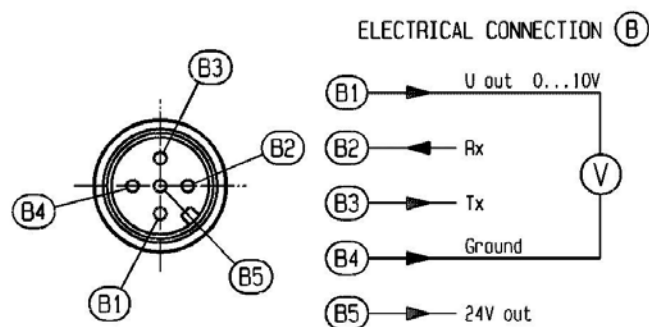 ELECTRICAL CONNECTION B
B3
B2
B4
B5
B1
B1 U out 0...10V
B2 Rx
B3 Tx
V
B4 Ground
B5 24V out